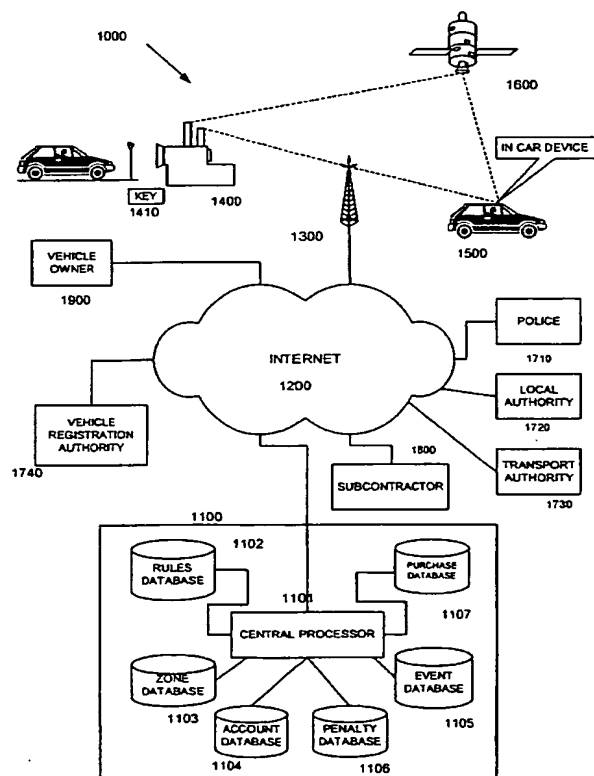 1000
1600
IN CAR DEVICE
KEY
1410
1400
1300
1500
VEHICLE
OWNER
1900
POLICE
1710
INTERNET
1200
LOCAL
AUTHORITY
1720
VEHICLE
REGISTRATION
AUTHORITY
1740
1800
SUBCONTRACTOR
TRANSPORT
AUTHORITY
1730
1100
1102
RULES
DATABASE
PURCHASE
DATABASE
1101
1107
CENTRAL PROCESSOR
ZONE
DATABASE
1103
EVENT
DATABASE
1105
ACCOUNT
DATABASE
1104
PENALTY
DATABASE
1106